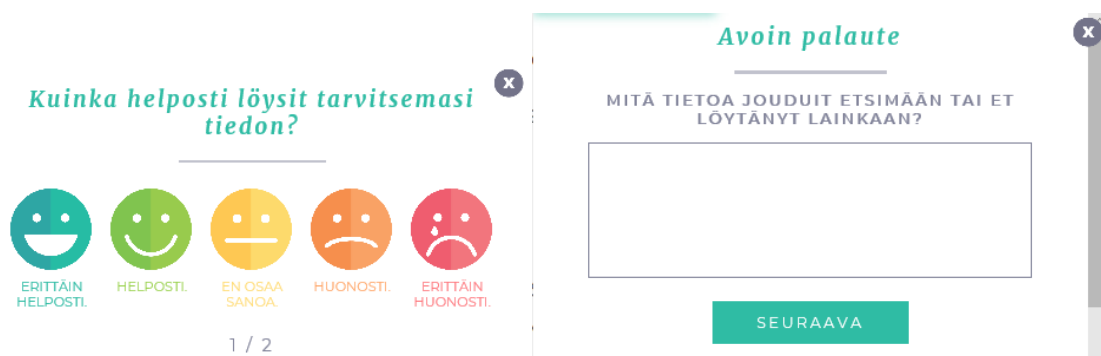 Kuinka helposti löysit tarvitsemasi
tiedon?
ERITTÄIN
HELPOSTI.
HELPOSTI.
EN OSAA
SANOA.
HUONOSTI.
ERITTÄIN
HUONOSTI.
1 / 2
X
Avoin palaute
X
MITÄ TIETOA JOUDUIT ETSIMÄÄN TAI ET
LÖYTÄNYT LAINKAAN?
SEURAAVA